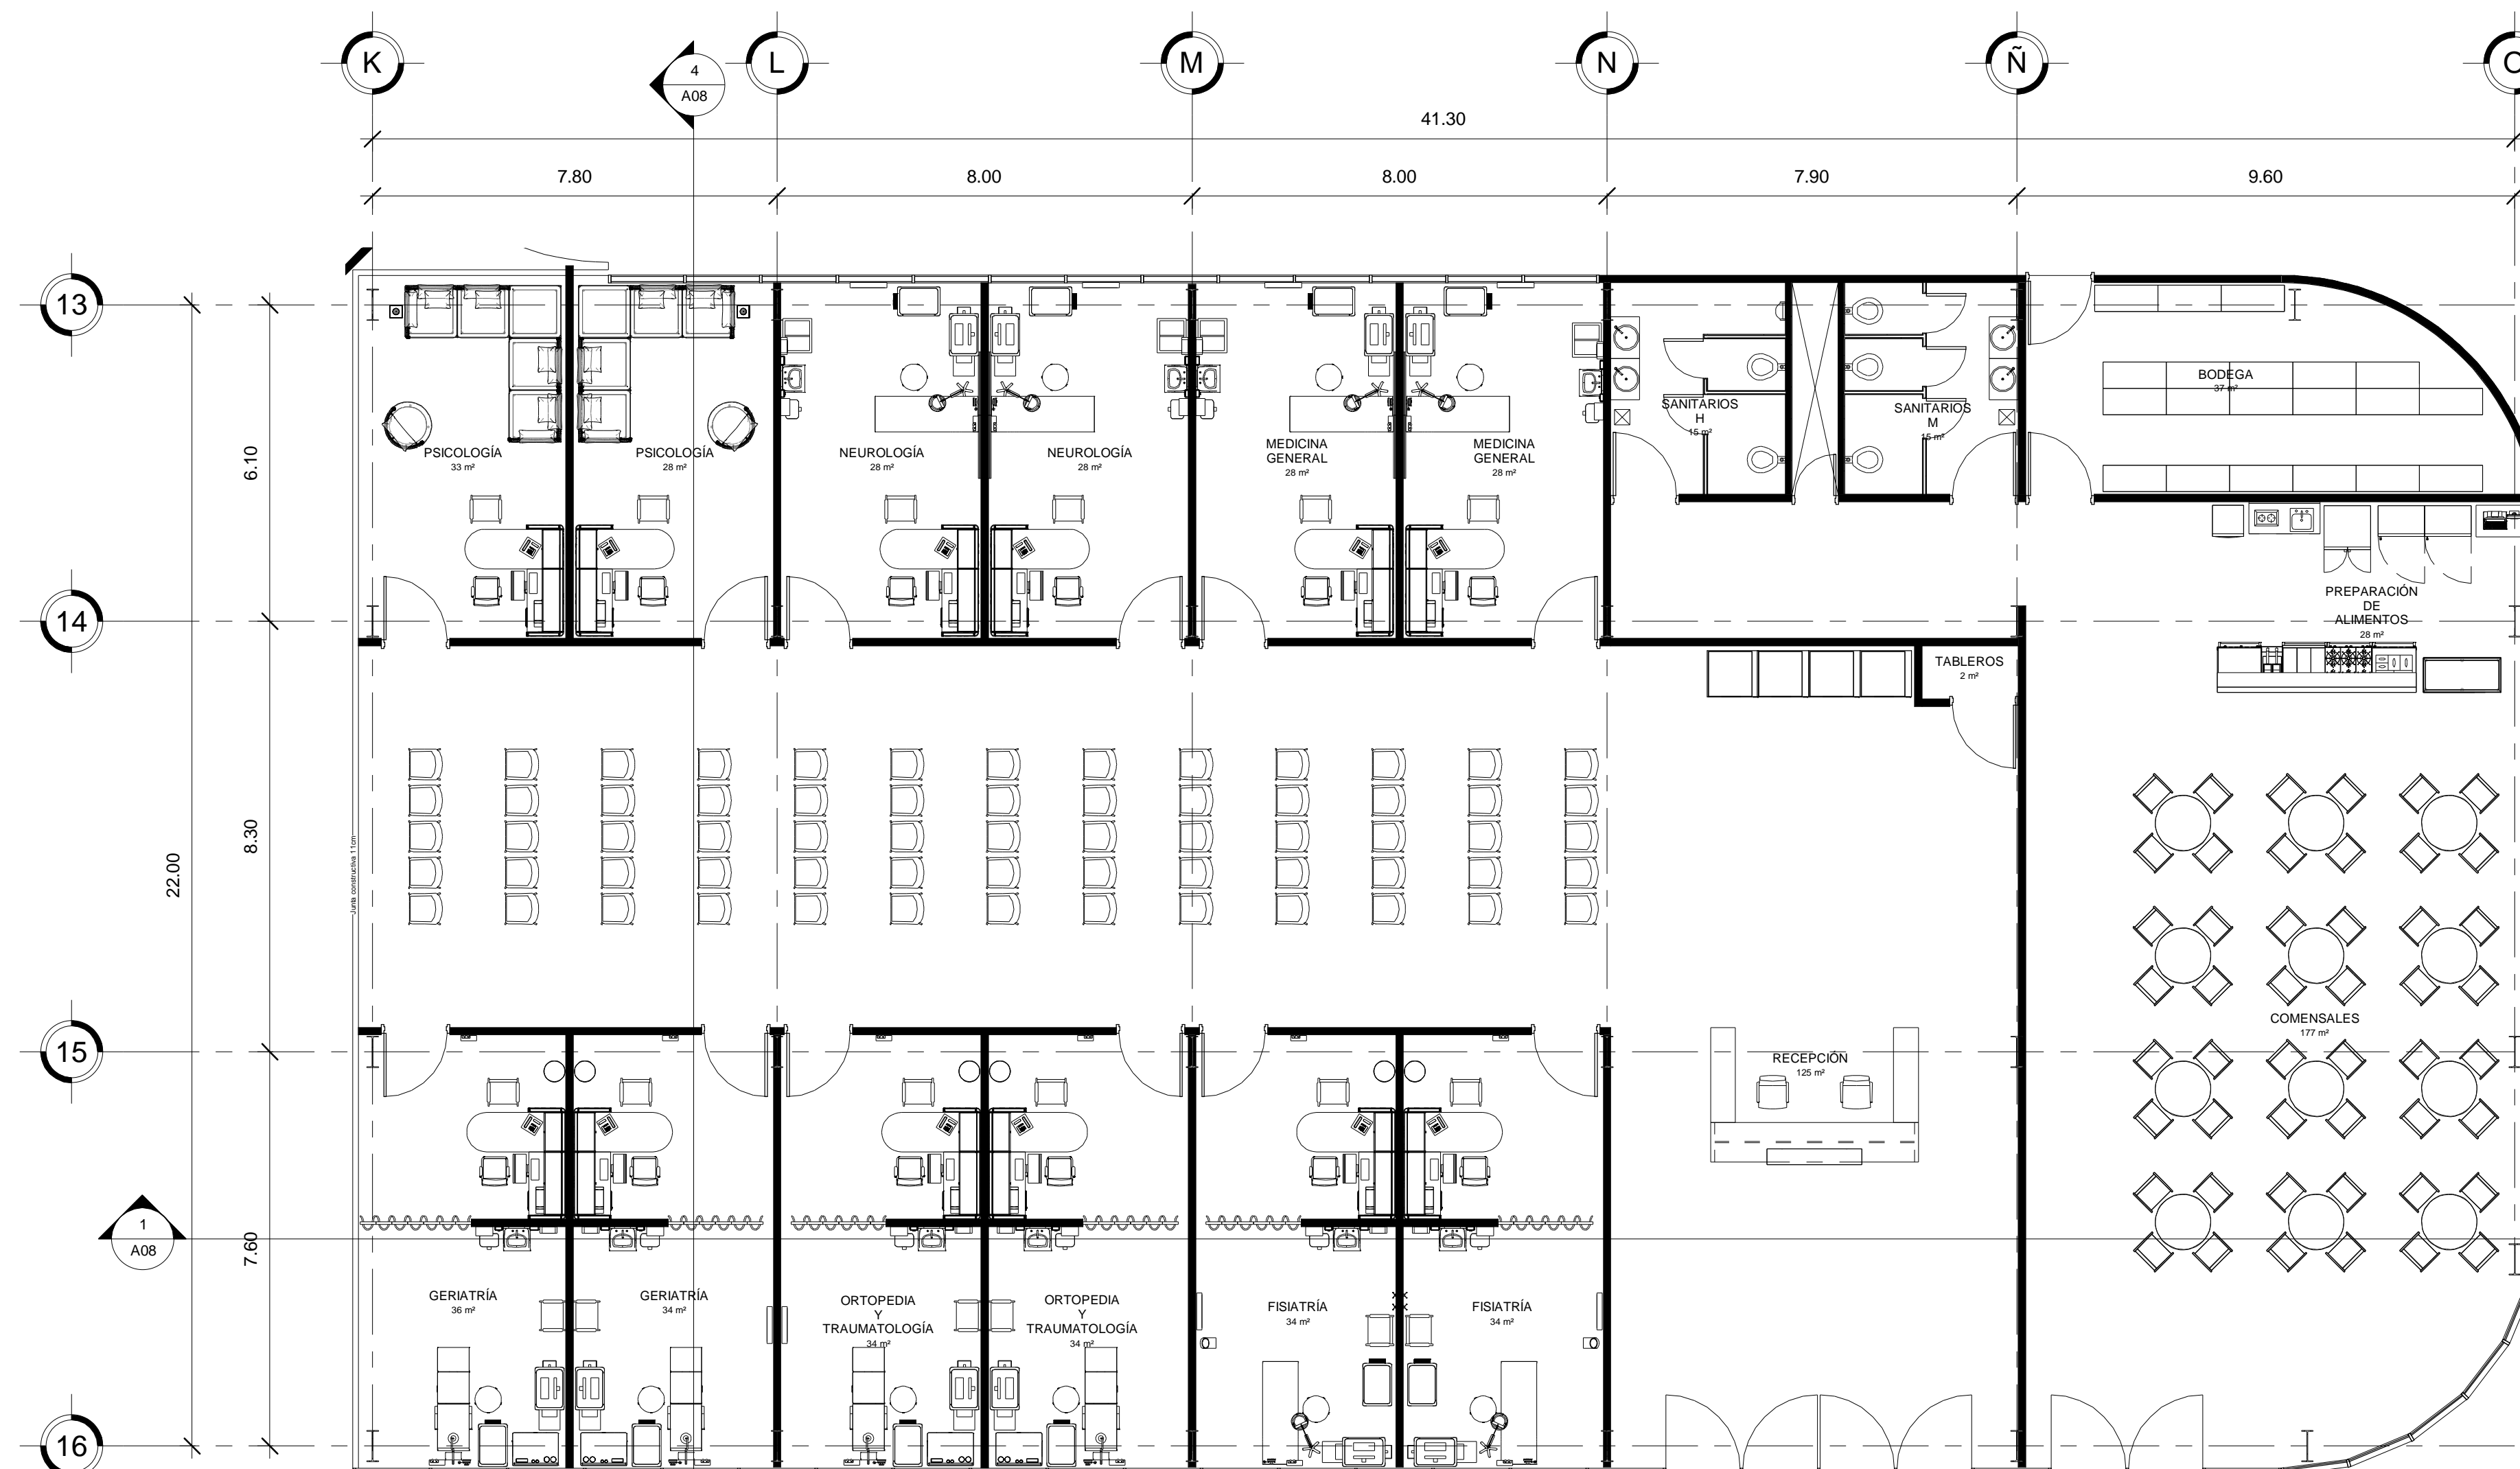 K
L
M
N
Ñ
4
A08
41.30
7.80
8.00
8.00
7.90
9.60
13
14
15
16
6.10
8.30
7.60
22.00
Junta constructiva 11cm
1
A08
PSICOLOGÍA
33 m²
PSICOLOGÍA
28 m²
NEUROLOGÍA
28 m²
NEUROLOGÍA
28 m²
MEDICINA
GENERAL
28 m²
MEDICINA
GENERAL
28 m²
SANITARIOS
H
15 m²
SANITARIOS
M
15 m²
BODEGA
37 m²
PREPARACIÓN
DE
ALIMENTOS
28 m²
TABLEROS
2 m²
COMENSALES
177 m²
RECEPCIÓN
125 m²
GERIATRÍA
36 m²
GERIATRÍA
34 m²
ORTOPEDIA
Y
TRAUMATOLOGÍA
34 m²
ORTOPEDIA
Y
TRAUMATOLOGÍA
34 m²
FISIATRÍA
34 m²
FISIATRÍA
34 m²